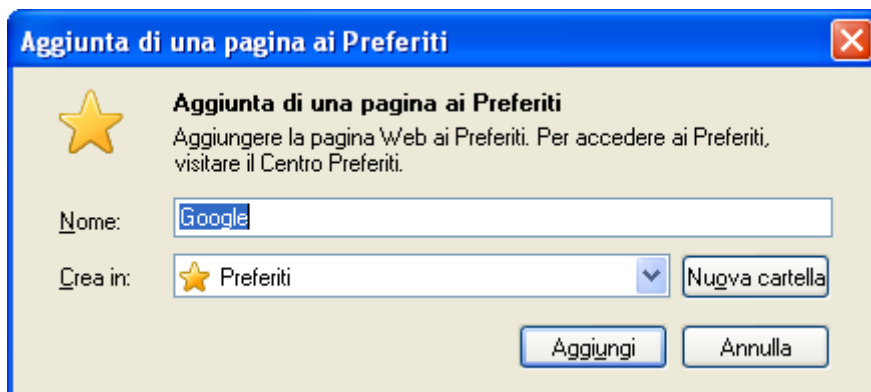 Aggiunta di una pagina ai Preferiti
Aggiunta di una pagina ai Preferiti
Aggiungere la pagina Web ai Preferiti. Per accedere ai Preferiti,
visitare il Centro Preferiti.
Nome: Google
Crea in: Preferiti Nuova cartella
Aggiungi Annulla